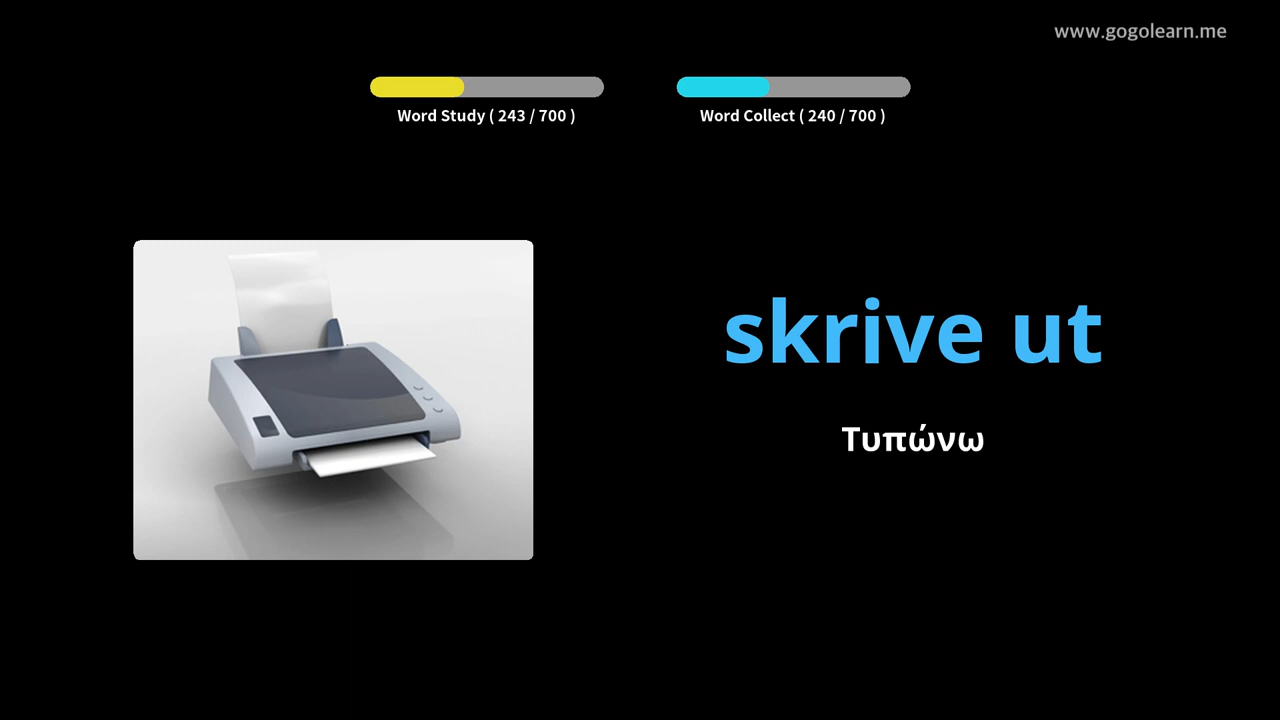 www.gogolearn.me
Word Study ( 243 / 700 )
Word Collect ( 240 / 700 )
skrive ut
Τυπώνω